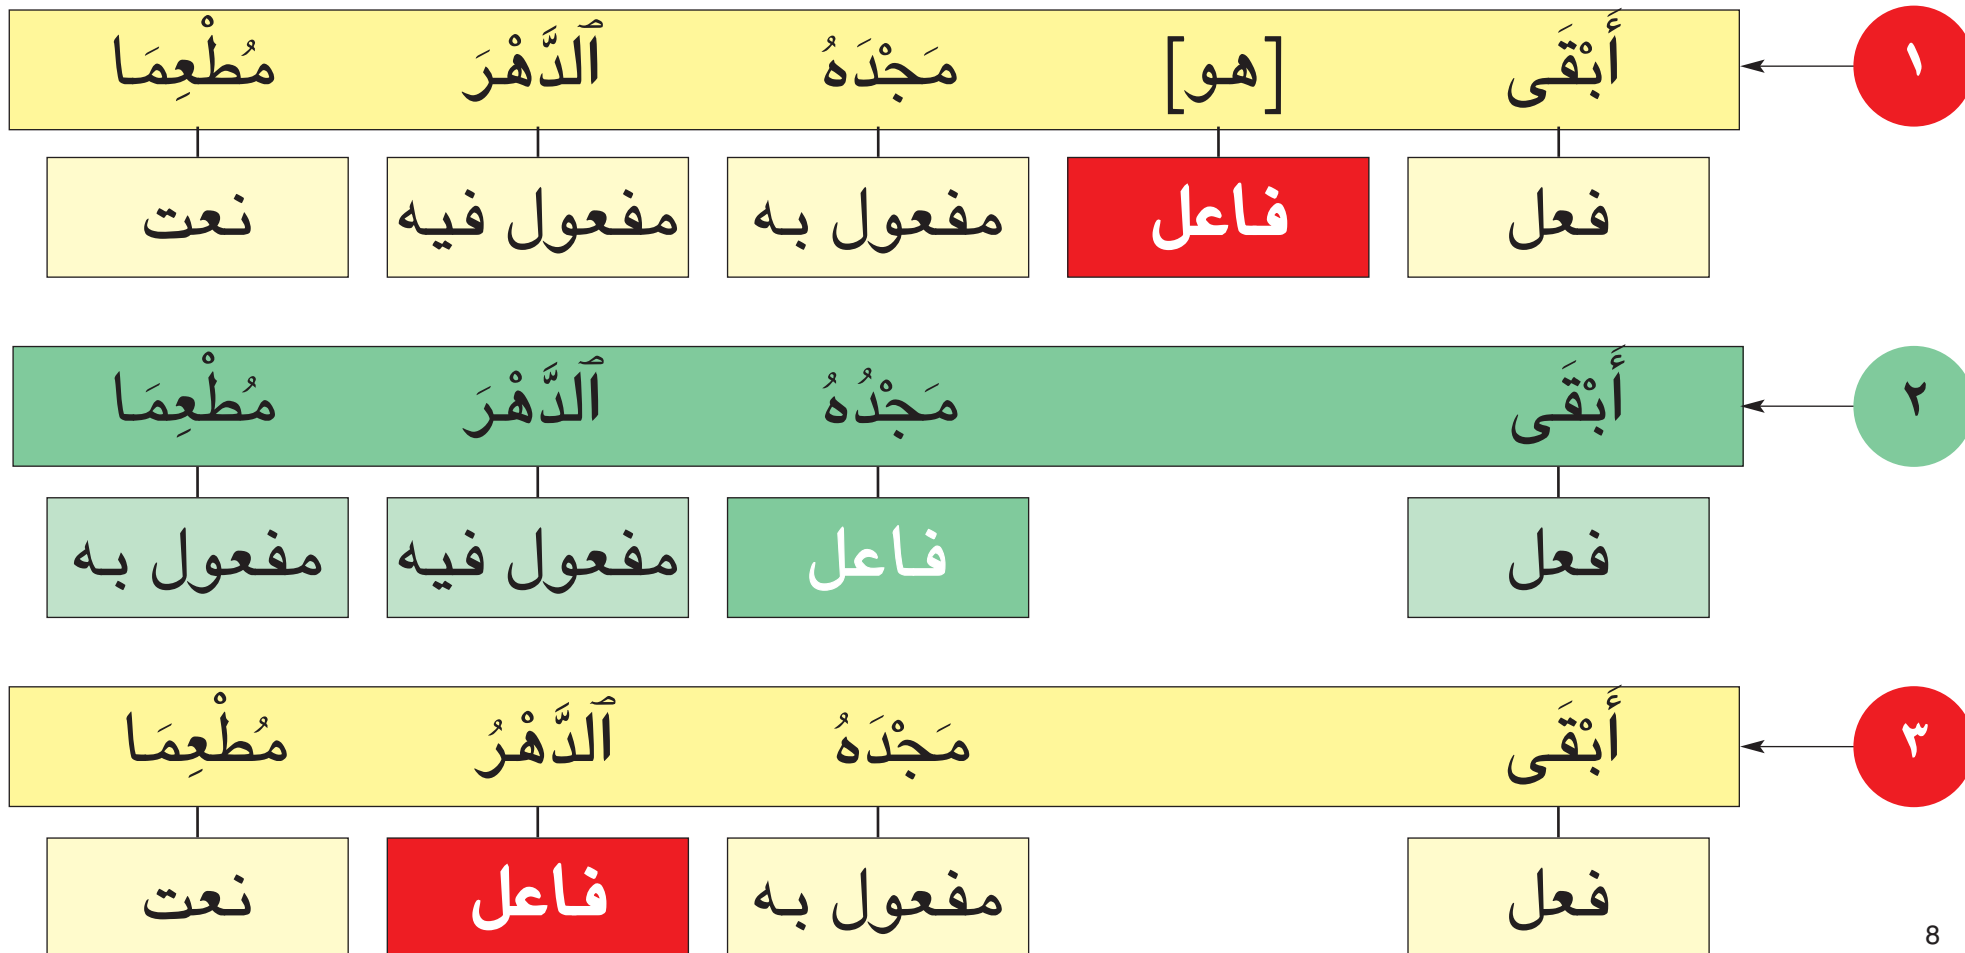 ١ أَبْقَى [هو] مَجْدَهُ ٱلدَّهْرَ مُطْعِمَا
فعل فاعل مفعول به مفعول فيه نعت
٢ أَبْقَى مَجْدُهُ ٱلدَّهْرَ مُطْعِمَا
فعل فاعل مفعول فيه مفعول به
٣ أَبْقَى مَجْدَهُ ٱلدَّهْرُ مُطْعِمَا
فعل مفعول به فاعل نعت
8